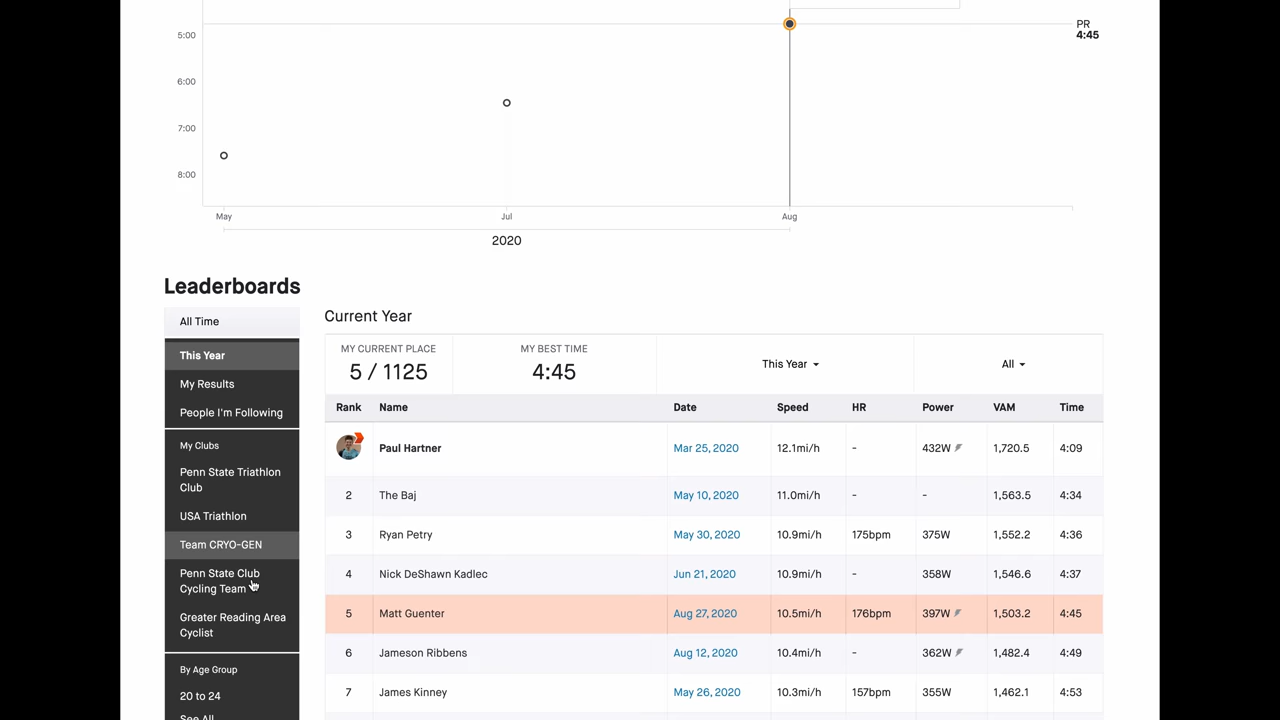 PR
4:45
5:00
6:00
7:00
8:00
May Jul Aug
2020
Leaderboards
All Time
This Year
My Results
People I'm Following
My Clubs
Penn State Triathlon
Club
USA Triathlon
Team CRYO-GEN
Penn State Club
Cycling Team
Greater Reading Area
Cyclist
By Age Group
20 to 24
See All
Current Year
MY CURRENT PLACE MY BEST TIME
5 / 1125 4:45 This Year All
Rank Name Date Speed HR Power VAM Time
Paul Hartner Mar 25, 2020 12.1mi/h - 432W 1,720.5 4:09
2 The Baj May 10, 2020 11.0mi/h - - 1,563.5 4:34
3 Ryan Petry May 30, 2020 10.9mi/h 175bpm 375W 1,552.2 4:36
4 Nick DeShawn Kadlec Jun 21, 2020 10.9mi/h - 358W 1,546.6 4:37
5 Matt Guenter Aug 27, 2020 10.5mi/h 176bpm 397W 1,503.2 4:45
6 Jameson Ribbens Aug 12, 2020 10.4mi/h - 362W 1,482.4 4:49
7 James Kinney May 26, 2020 10.3mi/h 157bpm 355W 1,462.1 4:53